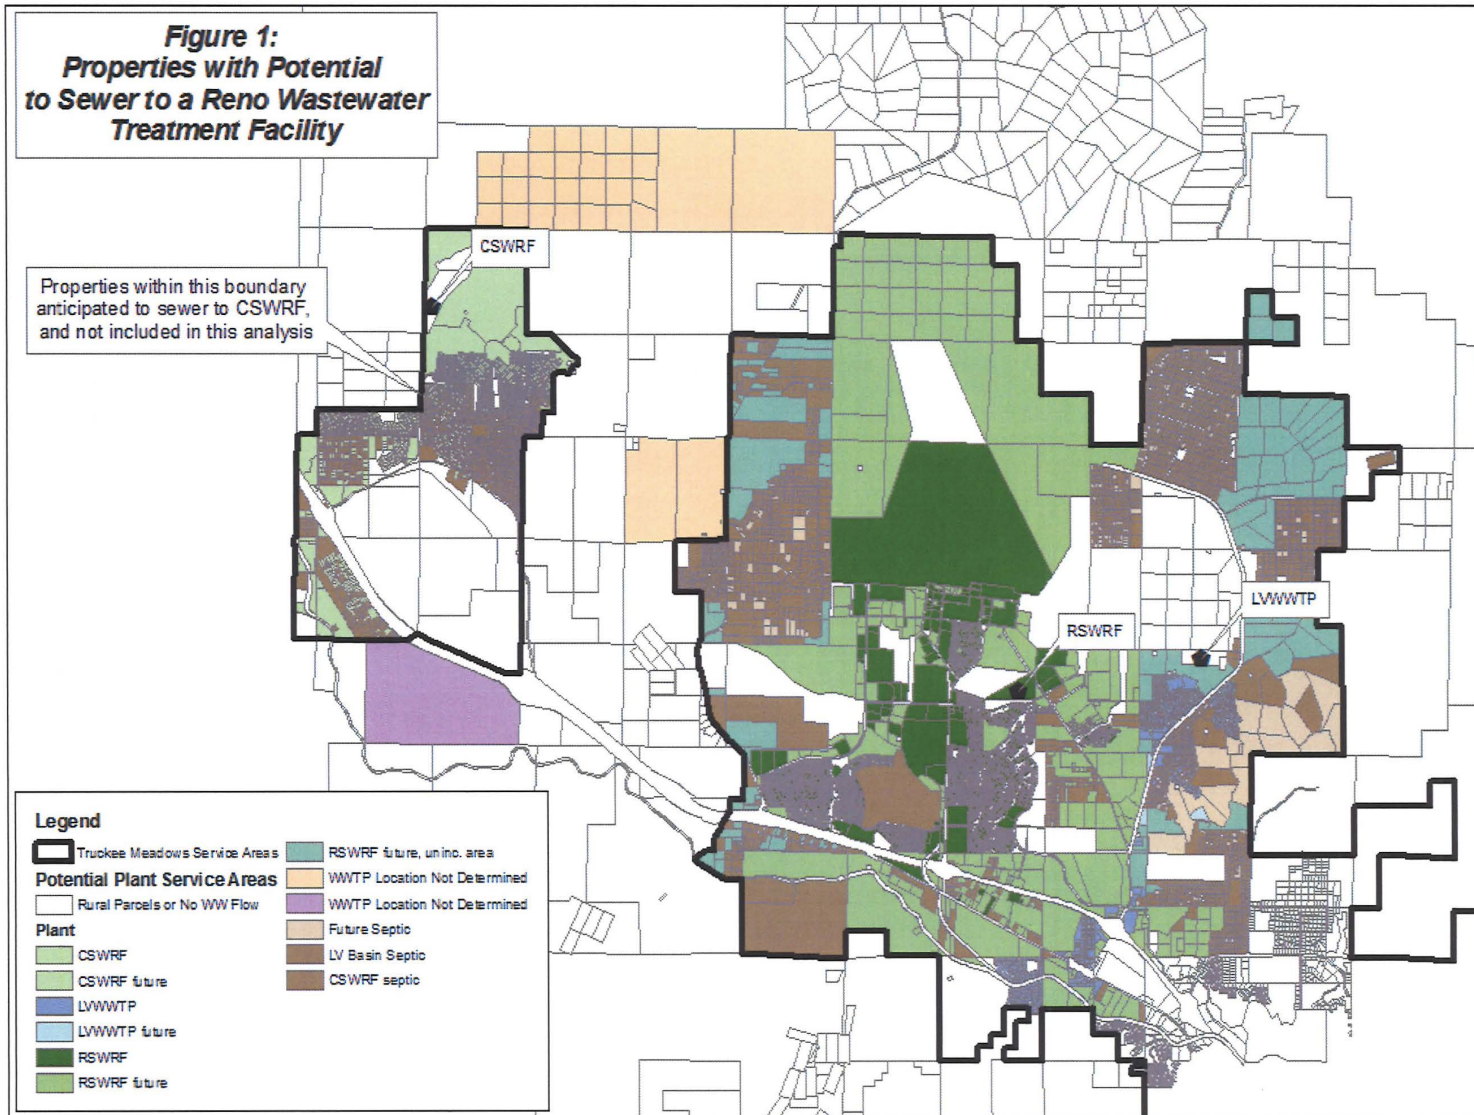 Figure 1:
Properties with Potential
to Sewer to a Reno Wastewater
Treatment Facility
CSWRF
Properties within this boundary
anticipated to sewer to CSWRF,
and not included in this analysis
LVWWTP
RSWRF
Legend
Truckee Meadows Service Areas
Potential Plant Service Areas
Rural Parcels or No WW Flow
Plant
CSWRF
CSWRF future
LVWWTP
LVWWTP future
RSWRF
RSWRF future
RSWRF future, uninc. area
WWTP Location Not Determined
WWTP Location Not Determined
Future Septic
LV Basin Septic
CSWRF septic